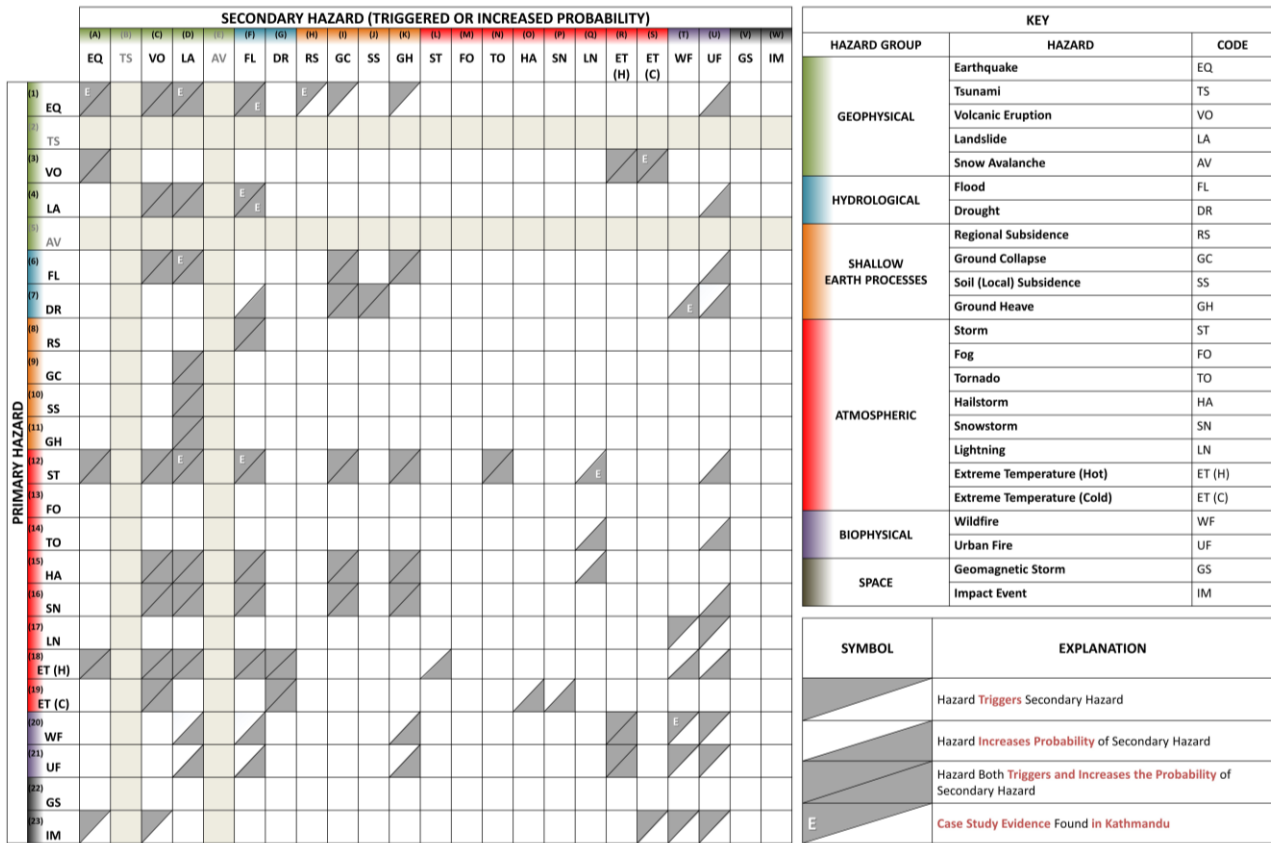 SECONDARY HAZARD (TRIGGERED OR INCREASED PROBABILITY)
(A) (B) (C) (D) (E) (F) (G) (H) (I) (J) (K) (L) (M) (N) (O) (P) (Q) (R) (S) (T) (U) (V) (W)
EQ TS VO LA AV FL DR RS GC SS GH ST FO TO HA SN LN ET (H) ET (C) WF UF GS IM
PRIMARY HAZARD
(1) EQ E E E E
(2) TS
(3) VO E
(4) LA E E
(5) AV
(6) FL E
(7) DR E
(8) RS
(9) GC
(10) SS
(11) GH
(12) ST E E E
(13) FO
(14) TO
(15) HA
(16) SN
(17) LN
(18) ET (H)
(19) ET (C)
(20) WF E
(21) UF
(22) GS
(23) IM
KEY
HAZARD GROUP HAZARD CODE
GEOPHYSICAL
Earthquake EQ
Tsunami TS
Volcanic Eruption VO
Landslide LA
Snow Avalanche AV
HYDROLOGICAL
Flood FL
Drought DR
SHALLOW
EARTH PROCESSES
Regional Subsidence RS
Ground Collapse GC
Soil (Local) Subsidence SS
Ground Heave GH
ATMOSPHERIC
Storm ST
Fog FO
Tornado TO
Hailstorm HA
Snowstorm SN
Lightning LN
Extreme Temperature (Hot) ET (H)
Extreme Temperature (Cold) ET (C)
BIOPHYSICAL
Wildfire WF
Urban Fire UF
SPACE
Geomagnetic Storm GS
Impact Event IM
SYMBOL EXPLANATION
Hazard Triggers Secondary Hazard
Hazard Increases Probability of Secondary Hazard
Hazard Both Triggers and Increases the Probability of
Secondary Hazard
E Case Study Evidence Found in Kathmandu